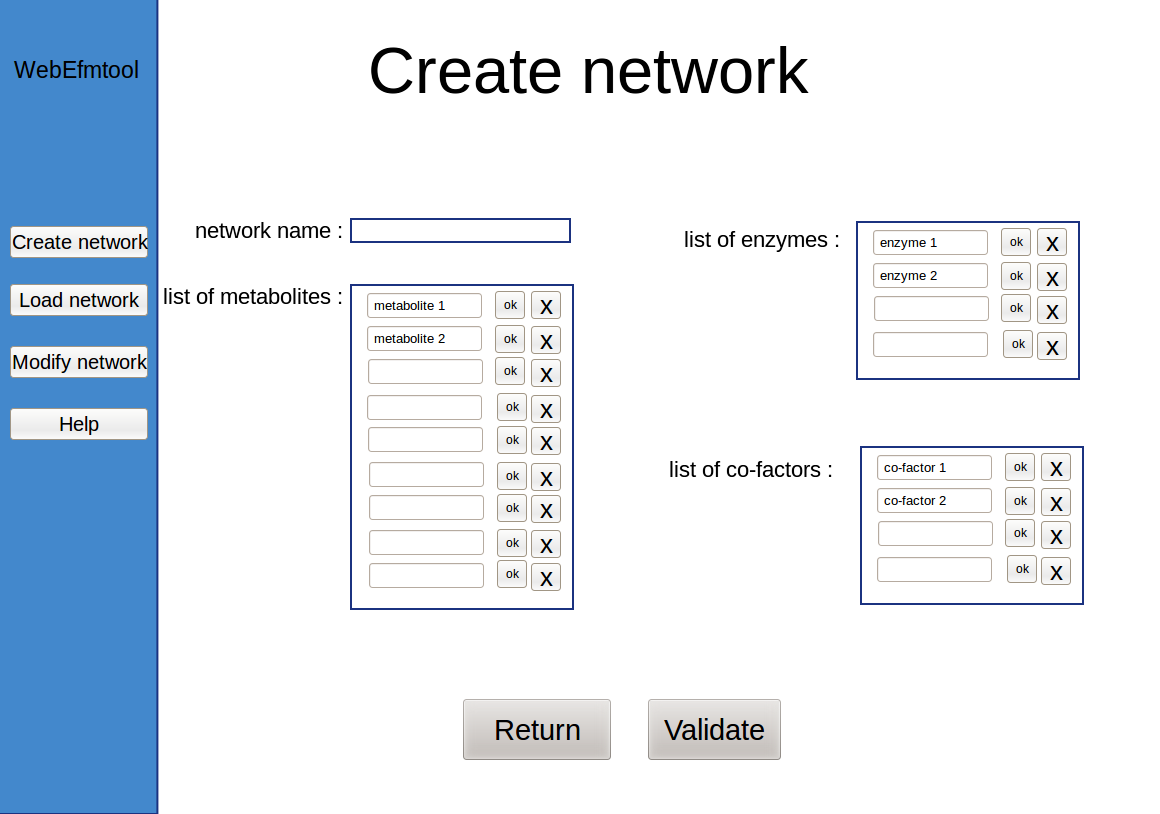 WebEfmtool
Create network
Load network
Modify network
Help
Create network
network name :
list of metabolites :
metabolite 1 ok X
metabolite 2 ok X
ok X
ok X
ok X
ok X
ok X
ok X
ok X
list of enzymes :
enzyme 1 ok X
enzyme 2 ok X
ok X
ok X
list of co-factors :
co-factor 1 ok X
co-factor 2 ok X
ok X
ok X
Return
Validate